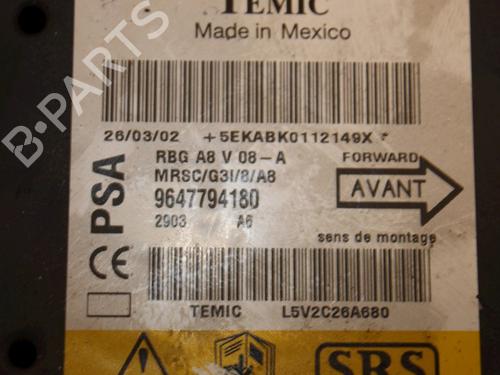 TEMIC
Made in Mexico
26/03/02 +5EKABK0112149X *
RBG A8 V 08-A
MRSC/G3I/8/A8
9647794180
2903 A6
FORWARD
AVANT
sens de montage
PSA
CE
TEMIC L5V2C26A680
SRS
B-PARTS